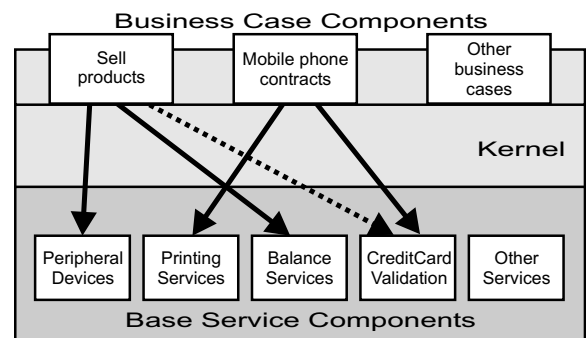 Business Case Components
Sell
products
Mobile phone
contracts
Other
business
cases
Kernel
Peripheral
Devices
Printing
Services
Balance
Services
CreditCard
Validation
Other
Services
Base Service Components